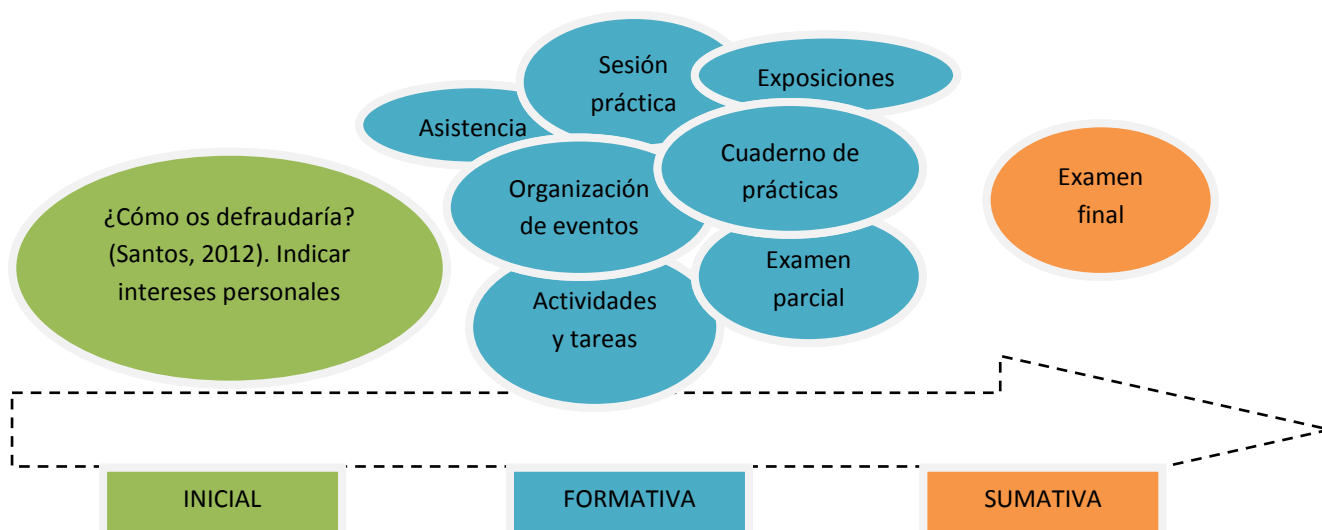 ¿Cómo os defraudaría?
(Santos, 2012). Indicar
intereses personales
Asistencia
Sesión
práctica
Exposiciones
Organización
de eventos
Cuaderno de
prácticas
Actividades
y tareas
Examen
parcial
Examen
final
INICIAL
FORMATIVA
SUMATIVA